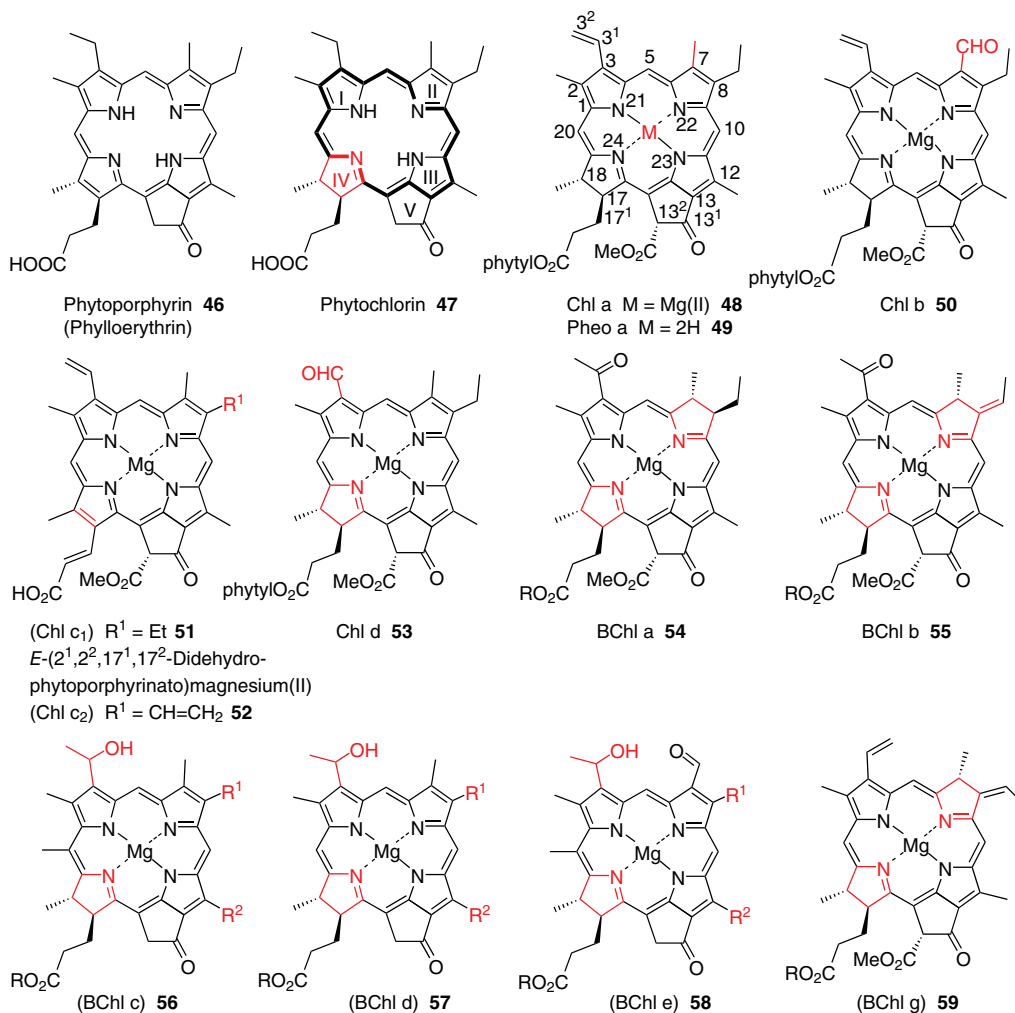 NH
N
N
HN
HOOC
O
Phytoporphyrin 46
(Phylloerythrin)
I
II
NH
N
N
HN
IV
III
V
HOOC
O
Phytochlorin 47
3²
3¹
3
5
7
2
8
1
21
N
N
22
M
20
10
24
N
23
N
18
17
12
13
17¹
13²
13¹
MeO₂C
O
phytylO₂C
Chl a M = Mg(II) 48
Pheo a M = 2H 49
CHO
N
N
Mg
N
N
MeO₂C
O
phytylO₂C
Chl b 50
R¹
N
N
Mg
N
N
MeO₂C
O
HO₂C
(Chl c₁) R¹ = Et 51
E-(2¹,2²,17¹,17²-Didehydro-
phytoporphyrinato)magnesium(II)
(Chl c₂) R¹ = CH=CH₂ 52
OHC
N
N
Mg
N
N
MeO₂C
O
phytylO₂C
Chl d 53
O
N
N
Mg
N
N
MeO₂C
O
RO₂C
BChl a 54
O
N
N
Mg
N
N
MeO₂C
O
RO₂C
BChl b 55
OH
R¹
N
N
Mg
N
N
R²
O
RO₂C
(BChl c) 56
OH
R¹
N
N
Mg
N
N
R²
O
RO₂C
(BChl d) 57
OH
O
R¹
N
N
Mg
N
N
R²
O
RO₂C
(BChl e) 58
N
N
Mg
N
N
MeO₂C
O
RO₂C
(BChl g) 59